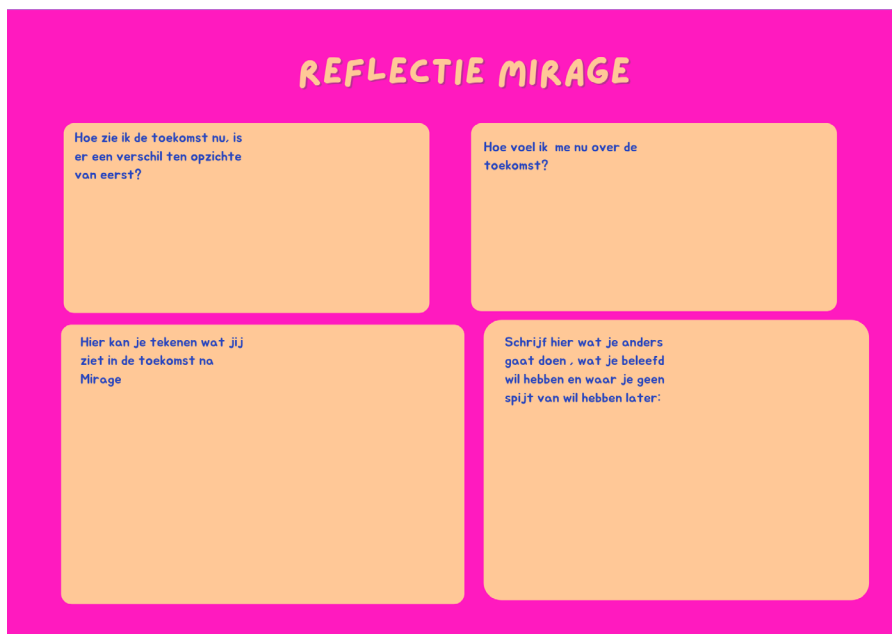 REFLECTIE MIRAGE
Hoe zie ik de toekomst nu, is
er een verschil ten opzichte
van eerst?
Hoe voel ik me nu over de
toekomst?
Hier kan je tekenen wat jij
ziet in de toekomst na
Mirage
Schrijf hier wat je anders
gaat doen , wat je beleefd
wil hebben en waar je geen
spijt van wil hebben later: